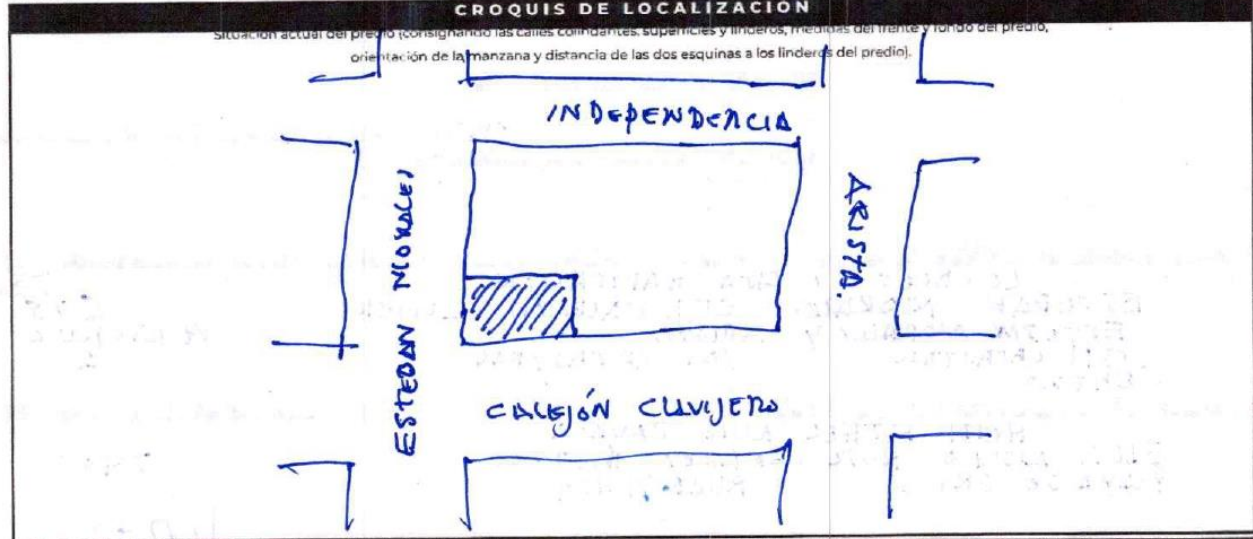 CROQUIS DE LOCALIZACIÓN
Situación actual del predio (consignando las calles colindantes, superficies y linderos, medidas del frente y fondo del predio,
orientación de la manzana y distancia de las dos esquinas a los linderos del predio).
INDEPENDENCIA
ESTEBAN MORALES
ARISTA.
CALLEJÓN CLAVIJERO